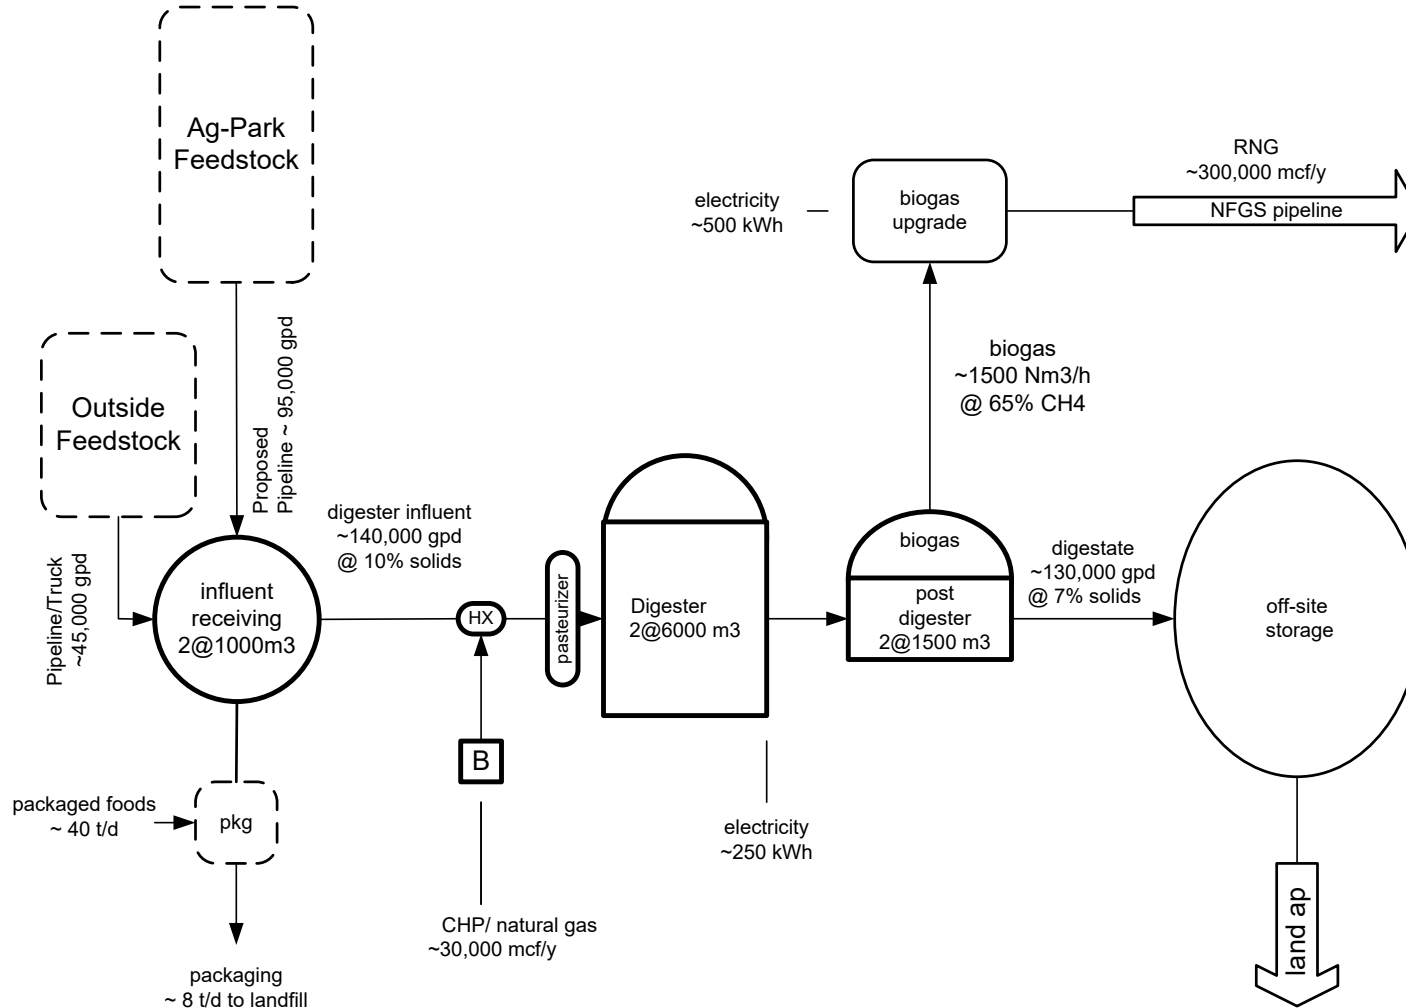 Ag-Park
Feedstock
RNG
~300,000 mcf/y
NFGS pipeline
electricity
~500 kWh
biogas
upgrade
Outside
Feedstock
Proposed
Pipeline ~ 95,000 gpd
biogas
~1500 Nm3/h
@ 65% CH4
Pipeline/Truck
~45,000 gpd
digester influent
~140,000 gpd
@ 10% solids
influent
receiving
2@1000m3
HX
pasteurizer
Digester
2@6000 m3
biogas
post
digester
2@1500 m3
digestate
~130,000 gpd
@ 7% solids
off-site
storage
B
packaged foods
~ 40 t/d
pkg
electricity
~250 kWh
CHP/ natural gas
~30,000 mcf/y
packaging
~ 8 t/d to landfill
land ap